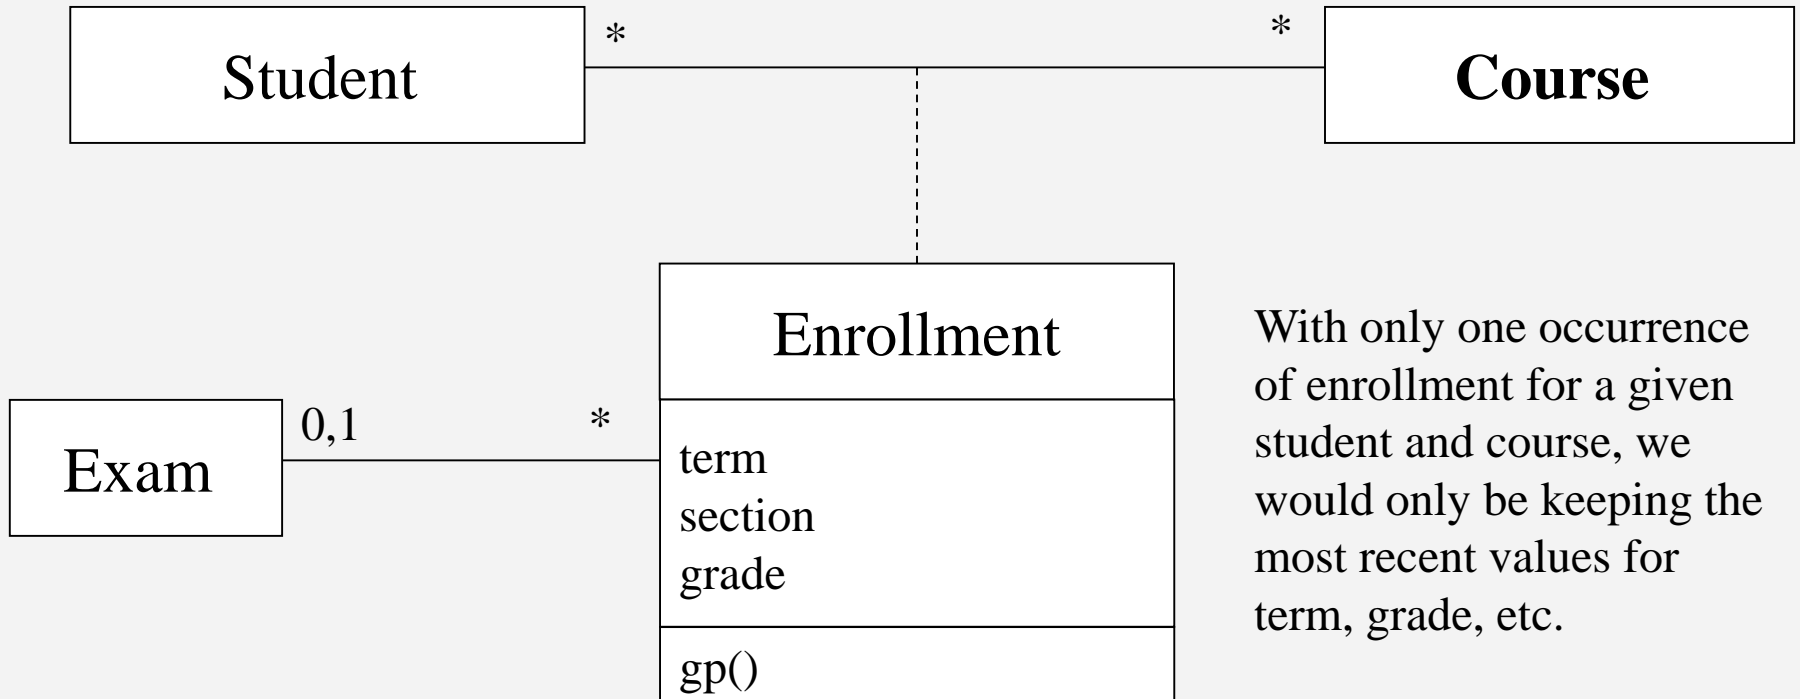 *
*
Student
Course
Enrollment
With only one occurrence
of enrollment for a given
student and course, we
would only be keeping the
most recent values for
term, grade, etc.
0,1
*
Exam
term
section
grade
gp()